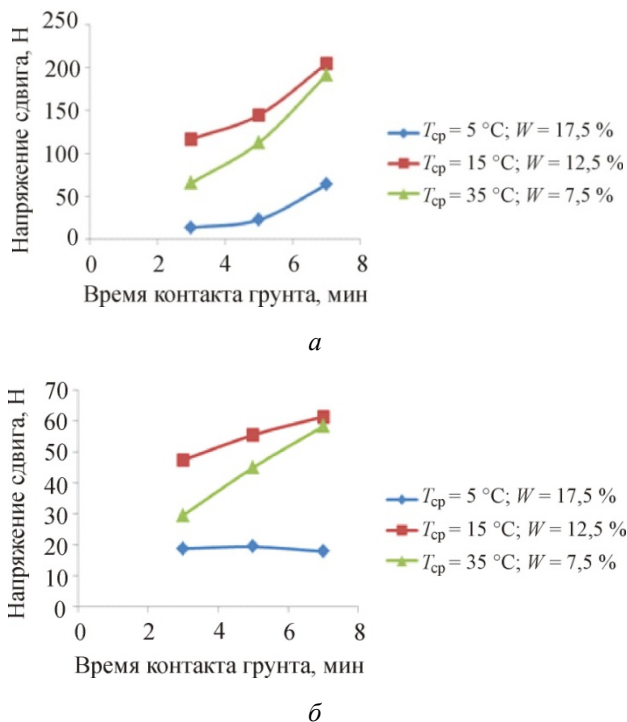 250
200
150
100
50
0
0 2 4 6 8
Напряжение сдвига, Н
Время контакта грунта, мин
Tср = 5 °С; W = 17,5 %
Tср = 15 °С; W = 12,5 %
Tср = 35 °С; W = 7,5 %
а
70
60
50
40
30
20
10
0
0 2 4 6 8
Напряжение сдвига, Н
Время контакта грунта, мин
Tср = 5 °С; W = 17,5 %
Tср = 15 °С; W = 12,5 %
Tср = 35 °С; W = 7,5 %
б